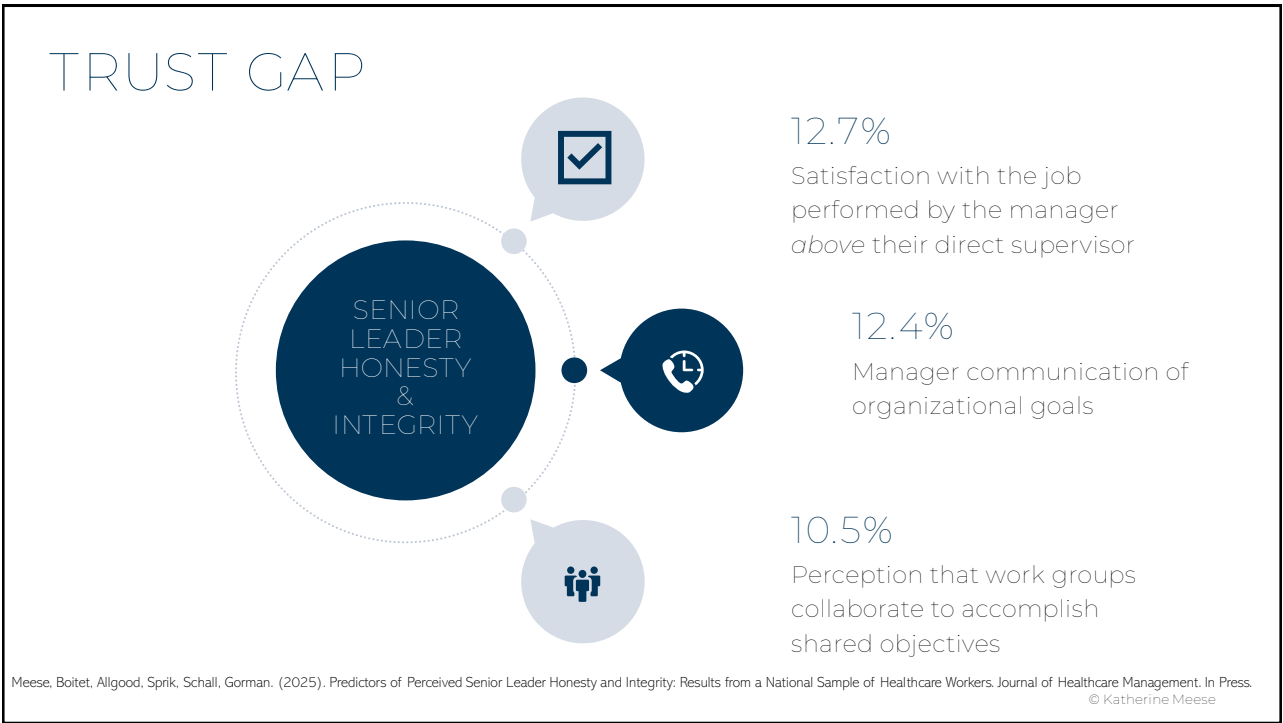 TRUST GAP
12.7%
Satisfaction with the job
performed by the manager
above their direct supervisor
SENIOR
LEADER
HONESTY
&
INTEGRITY
12.4%
Manager communication of
organizational goals
10.5%
Perception that work groups
collaborate to accomplish
shared objectives
Meese, Boitet, Allgood, Sprik, Schall, Gorman. (2025). Predictors of Perceived Senior Leader Honesty and Integrity: Results from a National Sample of Healthcare Workers. Journal of Healthcare Management. In Press.
© Katherine Meese